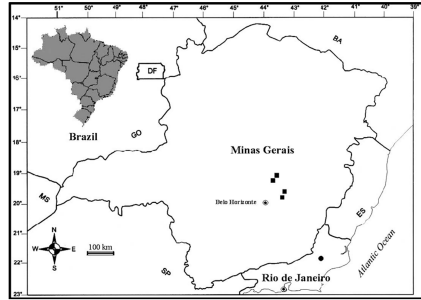 51° 50° 49° 48° 47° 46° 45° 44° 43° 42° 41° 40° 39°
14°
15°
16°
17°
18°
19°
20°
21°
22°
23°
BA
DF
Brazil
GO
Minas Gerais
MS
Belo Horizonte
ES
N
W E
S
100 km
SP
Rio de Janeiro
Atlantic Ocean